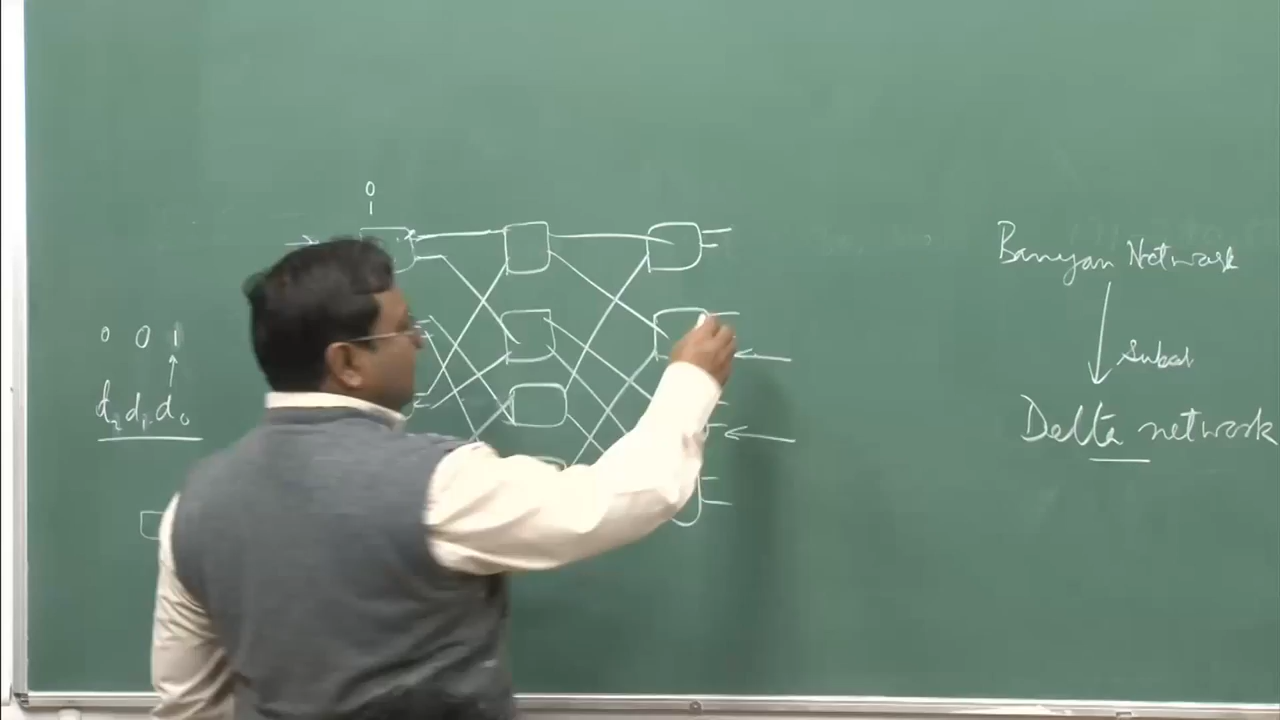 0
0 0 1
d₂ d₁ d₀
Banyan Network
Subset
Delta network